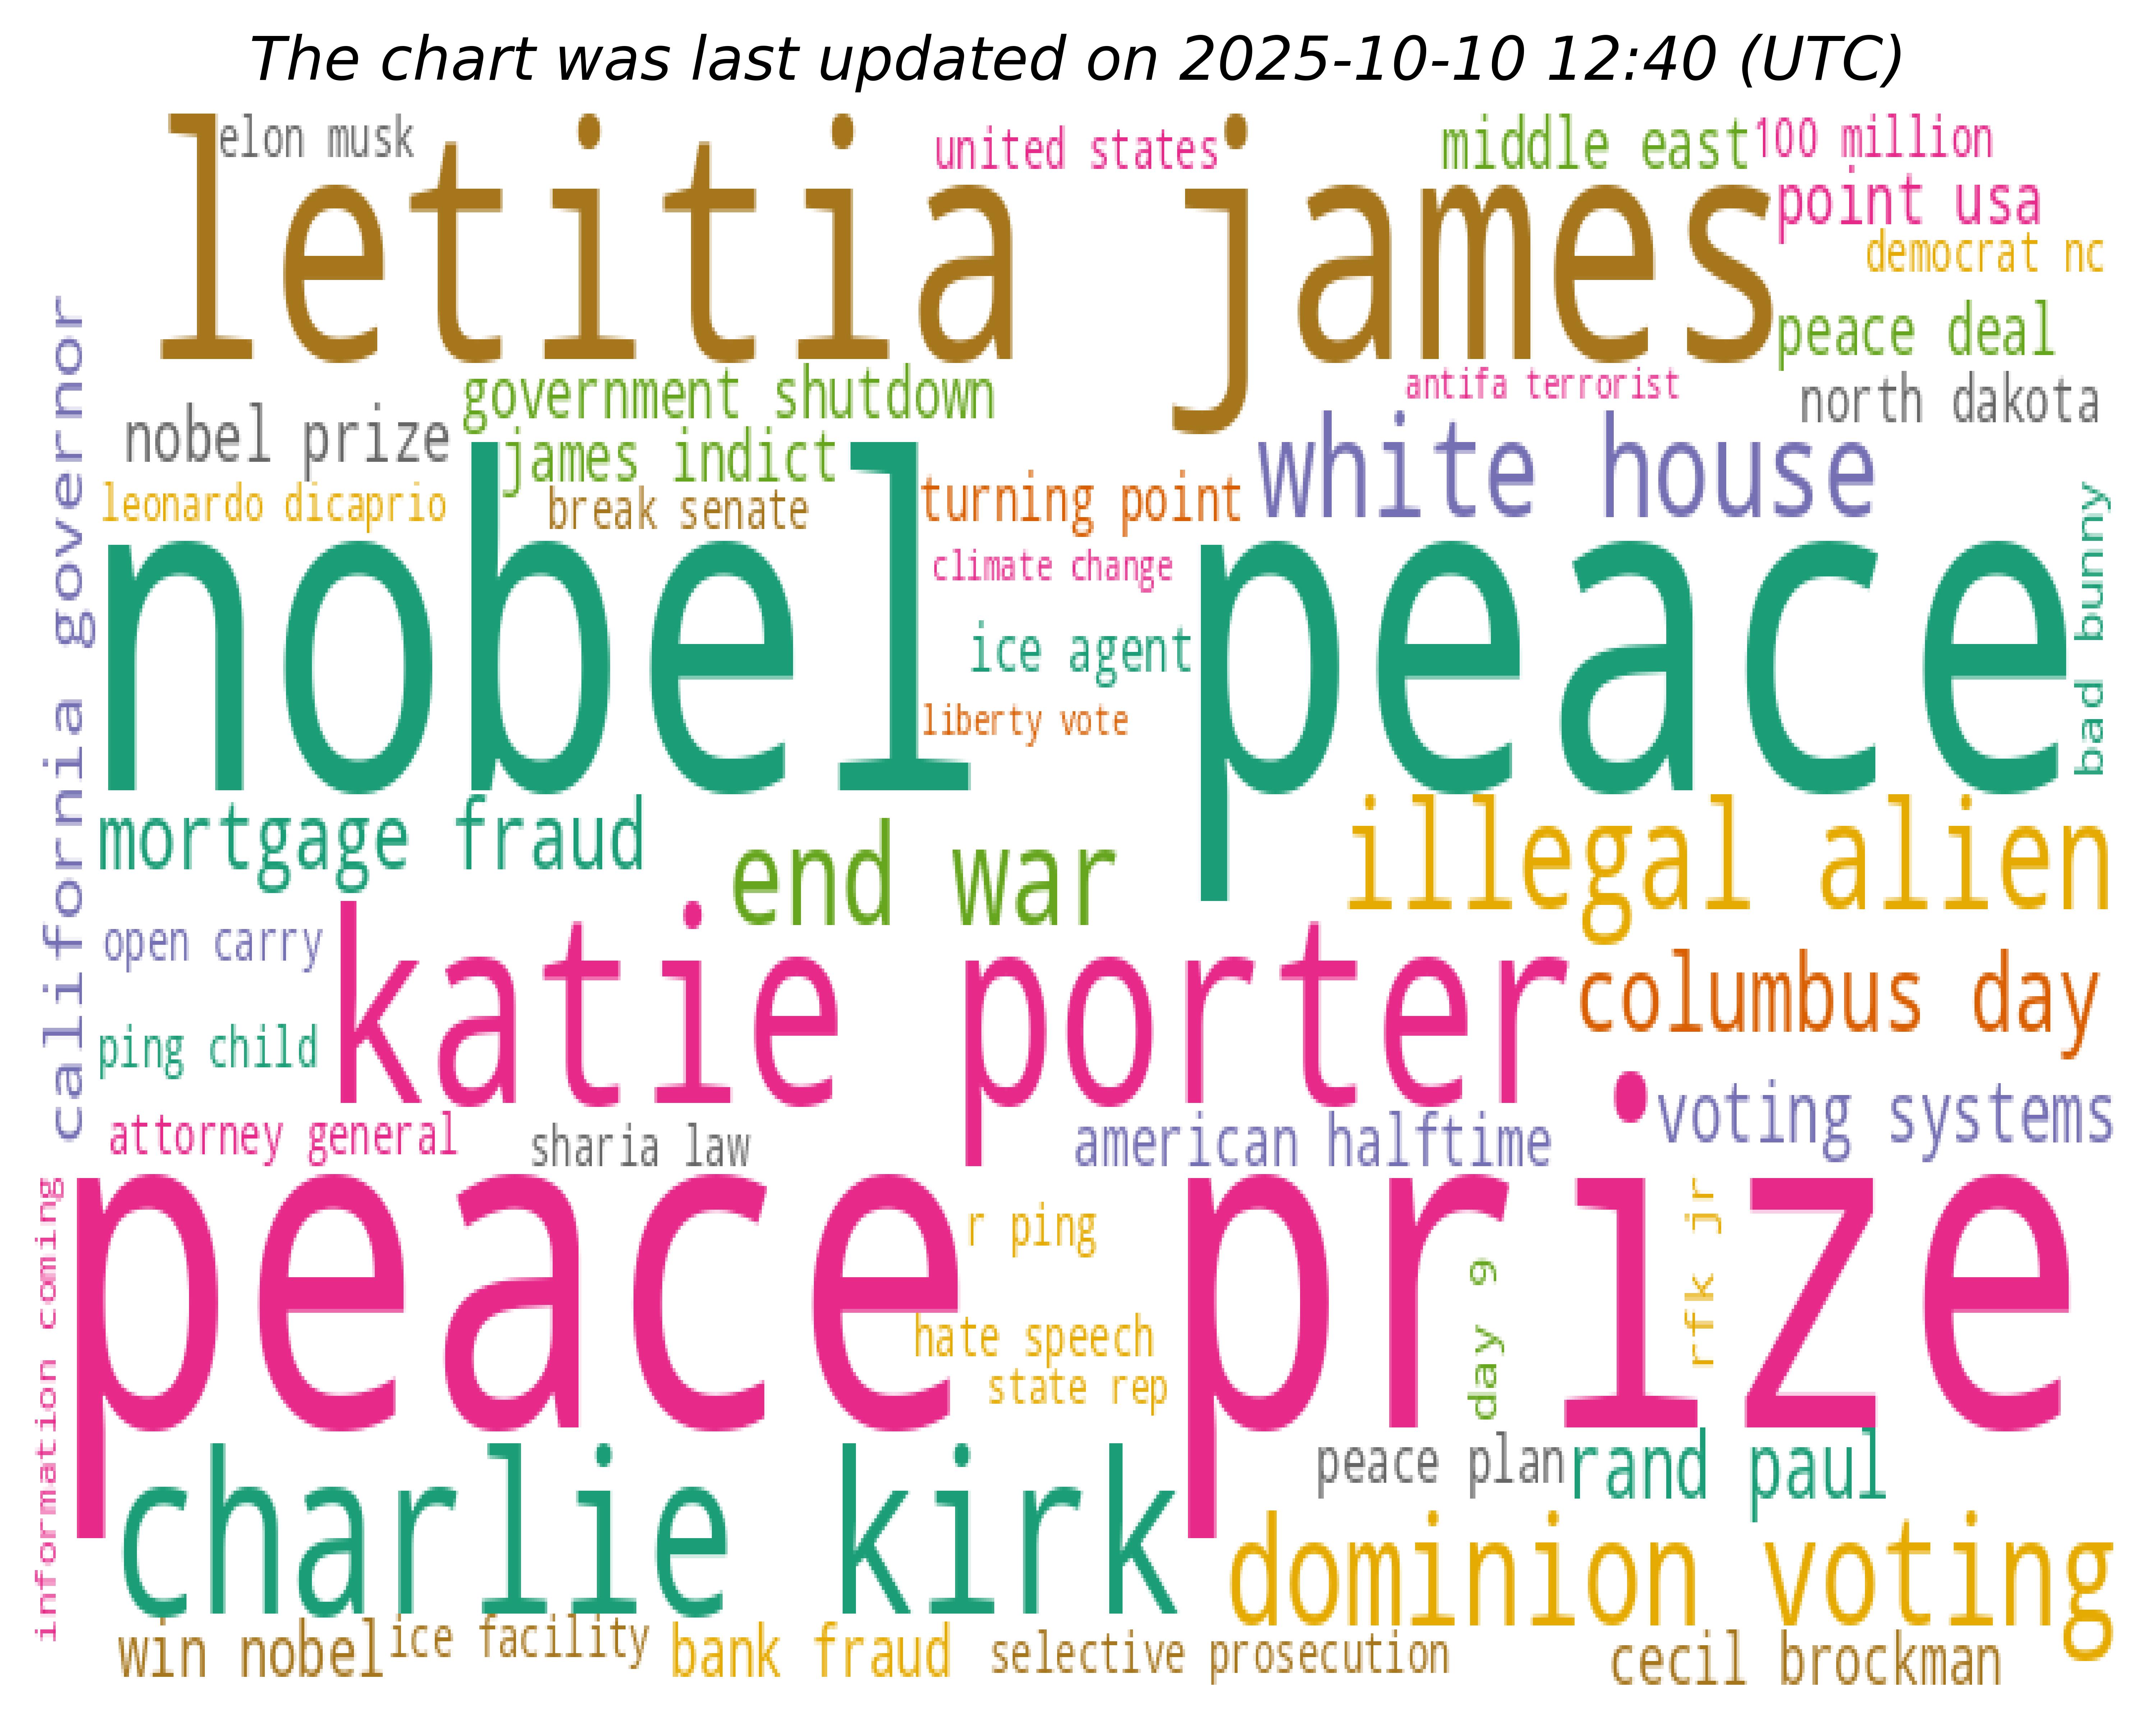 The chart was last updated on 2025-10-10 12:40 (UTC)
letitia james
elon musk
united states
middle east
100 million
point usa
democrat nc
peace deal
antifa terrorist
north dakota
government shutdown
nobel prize
james indict
white house
leonardo dicaprio
break senate
turning point
california governor
nobel peace
climate change
ice agent
liberty vote
bad bunny
mortgage fraud
end war
illegal alien
open carry
katie porter
columbus day
ping child
attorney general
sharia law
american halftime
voting systems
information coming
peace prize
r ping
hate speech
state rep
day 9
rfk jr
peace plan
rand paul
charlie kirk
dominion voting
win nobel
ice facility
bank fraud
selective prosecution
cecil brockman